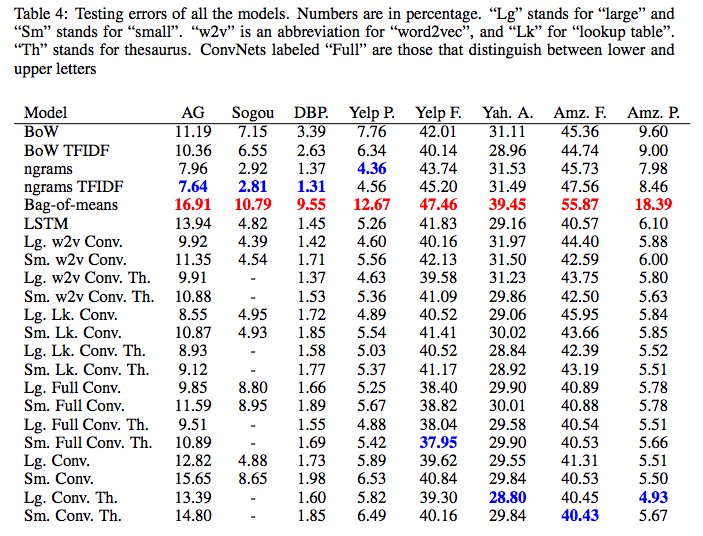 Table 4: Testing errors of all the models. Numbers are in percentage. “Lg” stands for “large” and
“Sm” stands for “small”. “w2v” is an abbreviation for “word2vec”, and “Lk” for “lookup table”.
“Th” stands for thesaurus. ConvNets labeled “Full” are those that distinguish between lower and
upper letters
Model AG Sogou DBP. Yelp P. Yelp F. Yah. A. Amz. F. Amz. P.
BoW 11.19 7.15 3.39 7.76 42.01 31.11 45.36 9.60
BoW TFIDF 10.36 6.55 2.63 6.34 40.14 28.96 44.74 9.00
ngrams 7.96 2.92 1.37 4.36 43.74 31.53 45.73 7.98
ngrams TFIDF 7.64 2.81 1.31 4.56 45.20 31.49 47.56 8.46
Bag-of-means 16.91 10.79 9.55 12.67 47.46 39.45 55.87 18.39
LSTM 13.94 4.82 1.45 5.26 41.83 29.16 40.57 6.10
Lg. w2v Conv. 9.92 4.39 1.42 4.60 40.16 31.97 44.40 5.88
Sm. w2v Conv. 11.35 4.54 1.71 5.56 42.13 31.50 42.59 6.00
Lg. w2v Conv. Th. 9.91 - 1.37 4.63 39.58 31.23 43.75 5.80
Sm. w2v Conv. Th. 10.88 - 1.53 5.36 41.09 29.86 42.50 5.63
Lg. Lk. Conv. 8.55 4.95 1.72 4.89 40.52 29.06 45.95 5.84
Sm. Lk. Conv. 10.87 4.93 1.85 5.54 41.41 30.02 43.66 5.85
Lg. Lk. Conv. Th. 8.93 - 1.58 5.03 40.52 28.84 42.39 5.52
Sm. Lk. Conv. Th. 9.12 - 1.77 5.37 41.17 28.92 43.19 5.51
Lg. Full Conv. 9.85 8.80 1.66 5.25 38.40 29.90 40.89 5.78
Sm. Full Conv. 11.59 8.95 1.89 5.67 38.82 30.01 40.88 5.78
Lg. Full Conv. Th. 9.51 - 1.55 4.88 38.04 29.58 40.54 5.51
Sm. Full Conv. Th. 10.89 - 1.69 5.42 37.95 29.90 40.53 5.66
Lg. Conv. 12.82 4.88 1.73 5.89 39.62 29.55 41.31 5.51
Sm. Conv. 15.65 8.65 1.98 6.53 40.84 29.84 40.53 5.50
Lg. Conv. Th. 13.39 - 1.60 5.82 39.30 28.80 40.45 4.93
Sm. Conv. Th. 14.80 - 1.85 6.49 40.16 29.84 40.43 5.67